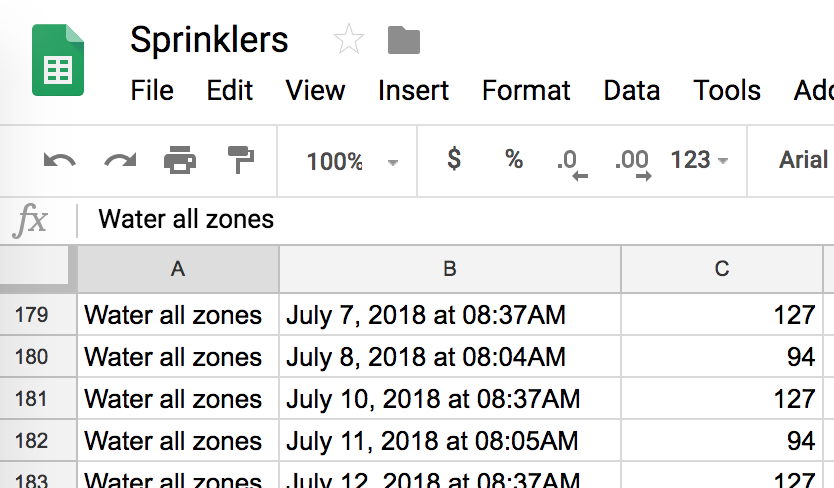 Sprinklers
File Edit View Insert Format Data Tools
100% $ % .0 .00 123 Arial
fx Water all zones
A B C
179 Water all zones July 7, 2018 at 08:37AM 127
180 Water all zones July 8, 2018 at 08:04AM 94
181 Water all zones July 10, 2018 at 08:37AM 127
182 Water all zones July 11, 2018 at 08:05AM 94
183 Water all zones July 12, 2018 at 08:37AM 127